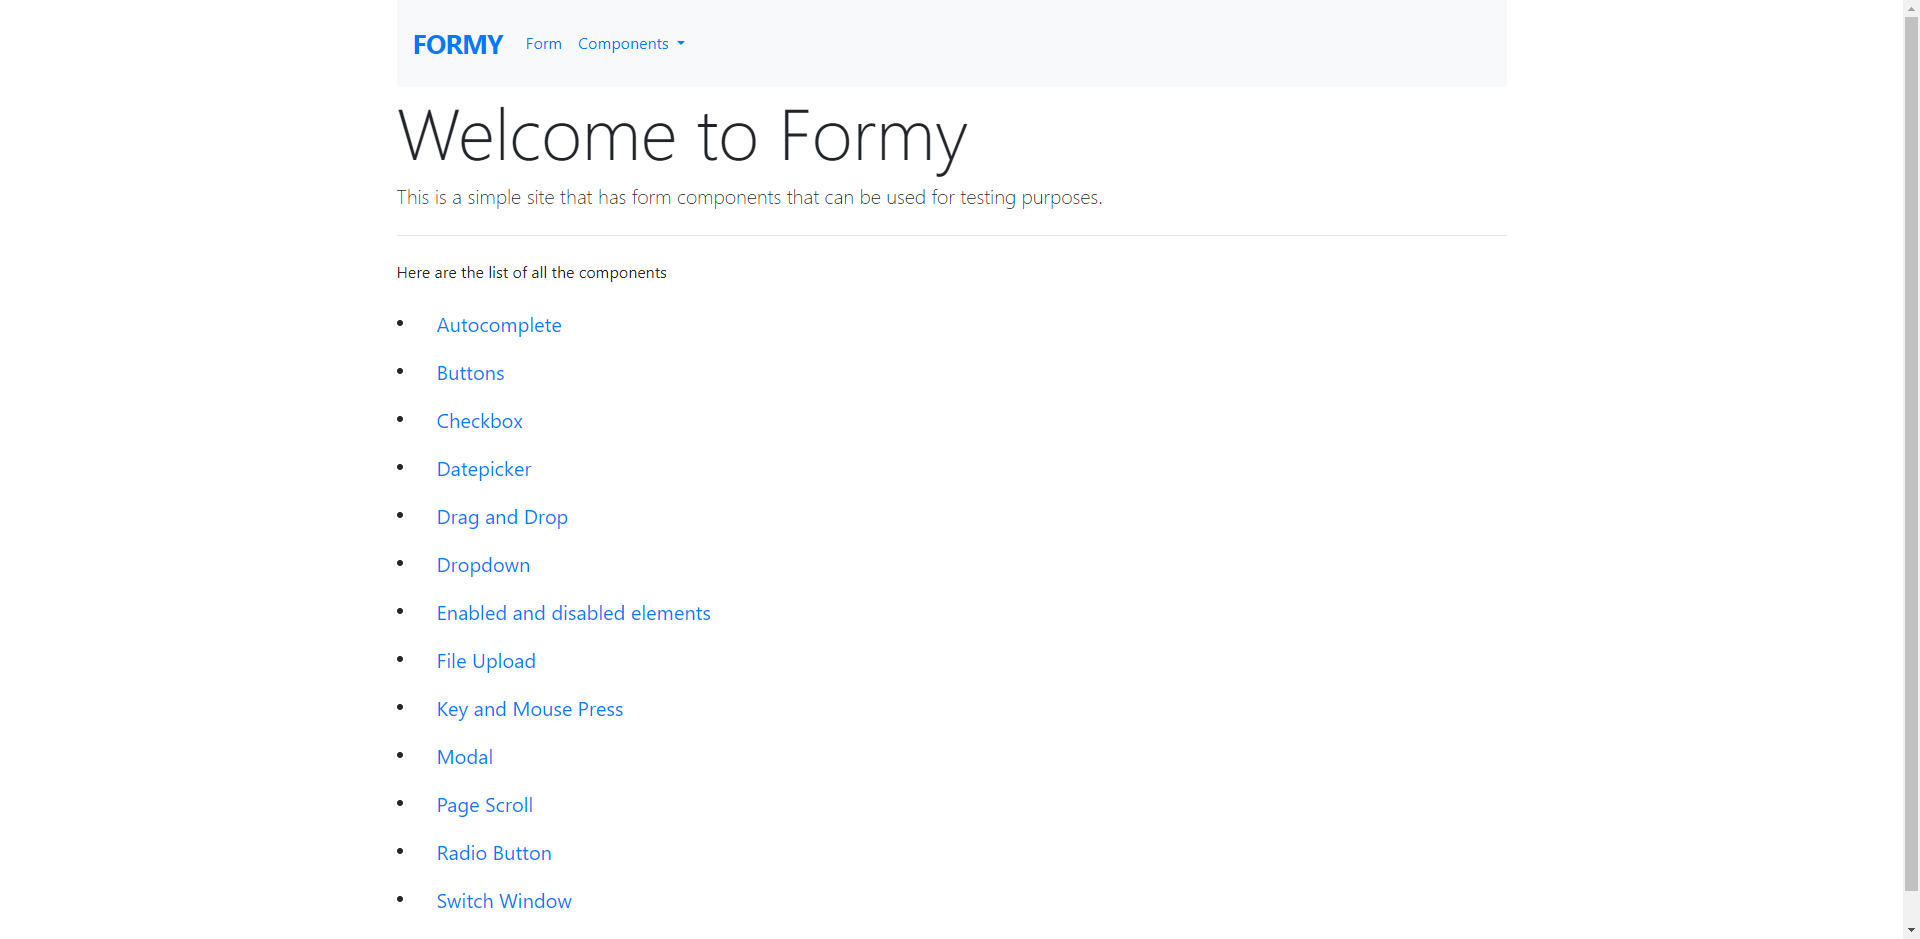 FORMY Form Components
Welcome to Formy
This is a simple site that has form components that can be used for testing purposes.
Here are the list of all the components
Autocomplete
Buttons
Checkbox
Datepicker
Drag and Drop
Dropdown
Enabled and disabled elements
File Upload
Key and Mouse Press
Modal
Page Scroll
Radio Button
Switch Window